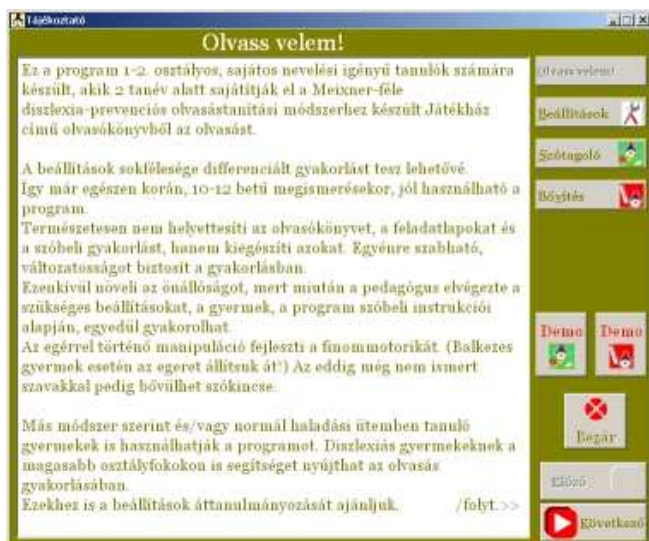 Tájékoztató
Olvass velem!
Ez a program 1-2. osztályos, sajátos nevelési igényű tanulók számára
készült, akik 2 tanév alatt sajátítják el a Meixner-féle
diszlexia-prevenciós olvasástanítási módszerhez készült Játékház
című olvasókönyvből az olvasást.
A beállítások sokfélesége differenciált gyakorlást tesz lehetővé.
Így már egészen korán, 10-12 betű megismerésekor, jól használható a
program.
Természetesen nem helyettesíti az olvasókönyvet, a feladatlapokat és
a szóbeli gyakorlást, hanem kiegészíti azokat. Egyénre szabható,
változatosságot biztosít a gyakorlásban.
Ezenkívül növeli az önállóságot, mert miután a pedagógus elvégezte a
szükséges beállításokat, a gyermek, a program szóbeli instrukciói
alapján, egyedül gyakorolhat.
Az egérrel történő manipuláció fejleszti a finommotorikát. (Balkezes
gyermek esetén az egeret állítsuk át!) Az eddig még nem ismert
szavakkal pedig bővülhet szókincse.
Más módszer szerint és/vagy normál haladási ütemben tanuló
gyermekek is használhatják a programot. Diszlexiás gyermekeknek a
magasabb osztályfokokon is segítséget nyújthat az olvasás
gyakorlásában.
Ezekhez is a beállítások áttanulmányozását ajánljuk. /folyt. >>
Olvass velem!
Beállítások
Szótagoló
Bővítés
Demo Demo
Bezár
Előző
Következő